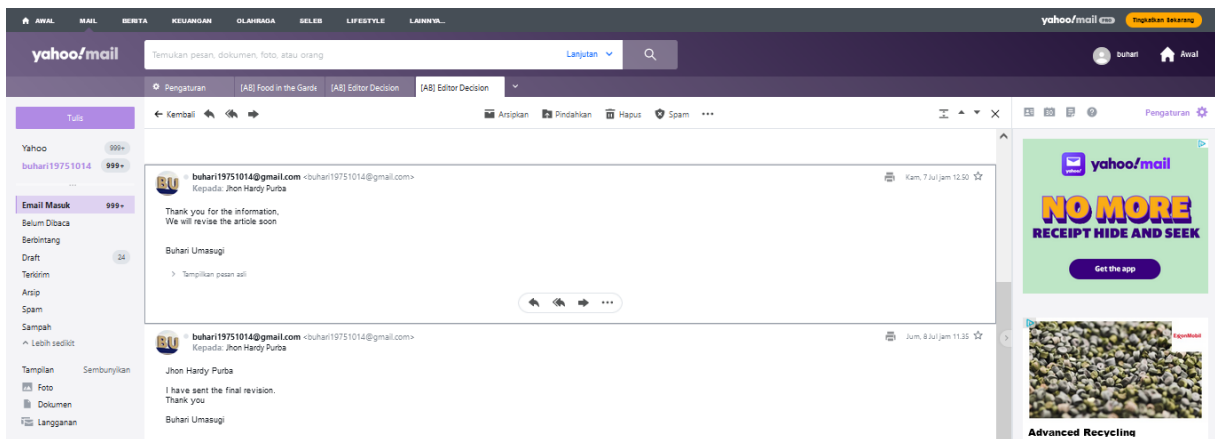 AWAL MAIL BERITA KEUANGAN OLAHRAGA SELEB LIFESTYLE LAINNYA...
yahoo!mail PRO Tingkatkan Sekarang
yahoo!mail
Temukan pesan, dokumen, foto, atau orang Lanjutan
buhari Awal
Pengaturan [AB] Food in the Garde [AB] Editor Decision [AB] Editor Decision
Tulis
Kembali Arsipkan Pindahkan Hapus Spam
Pengaturan
Yahoo 999+
buhari19751014 999+
Email Masuk 999+
Belum Dibaca
Berbintang
Draft 24
Terkirim
Arsip
Spam
Sampah
Lebih sedikit
Tampilan Sembunyikan
Foto
Dokumen
Langganan
buhari19751014@gmail.com <buhari19751014@gmail.com>
Kam, 7 Jul jam 12.50
Kepada: Jhon Hardy Purba
Thank you for the information,
We will revise the article soon
Buhari Umasugi
Tampilkan pesan asli
buhari19751014@gmail.com <buhari19751014@gmail.com>
Jum, 8 Jul jam 11.35
Kepada: Jhon Hardy Purba
Jhon Hardy Purba
I have sent the final revision.
Thank you
Buhari Umasugi
yahoo!mail
NO MORE
RECEIPT HIDE AND SEEK
Get the app
ExxonMobil
Advanced Recycling